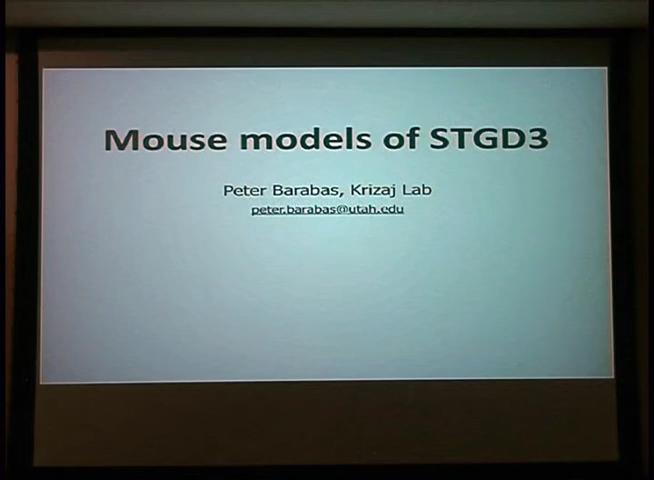 Mouse models of STGD3
Peter Barabas, Krizaj Lab
peter.barabas@utah.edu